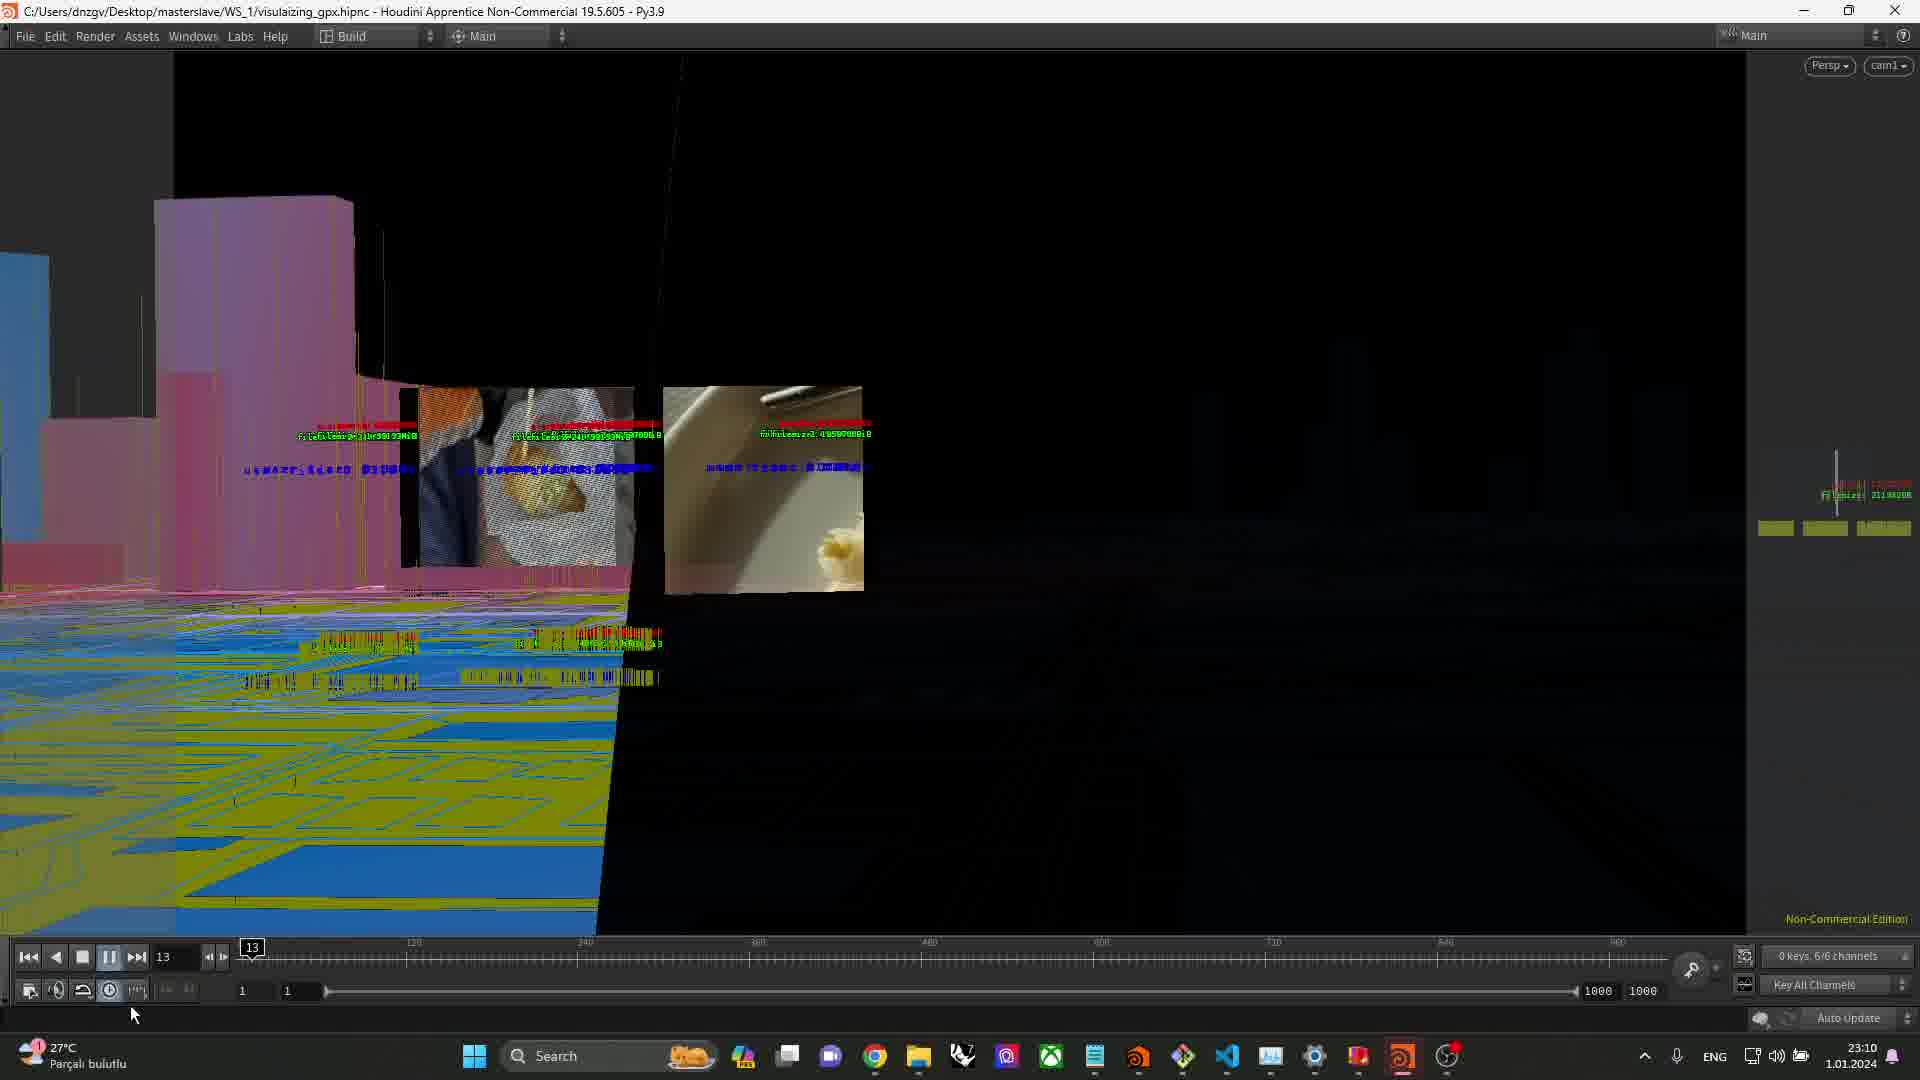 C:/Users/dnzgv/Desktop/masterslave/WS_1/visulaizing_gpx.hipnc - Houdini Apprentice Non-Commercial 19.5.605 - Py3.9
File Edit Render Assets Windows Labs Help Build Main Main
Persp cam1
Non-Commercial Edition
13 13 120 240 360 480 600 720 840 960 0 keys, 6/6 channels
1 1 1000 1000 Key All Channels
Auto Update
27°C
Parçalı bulutlu
Search
ENG
23:10
1.01.2024